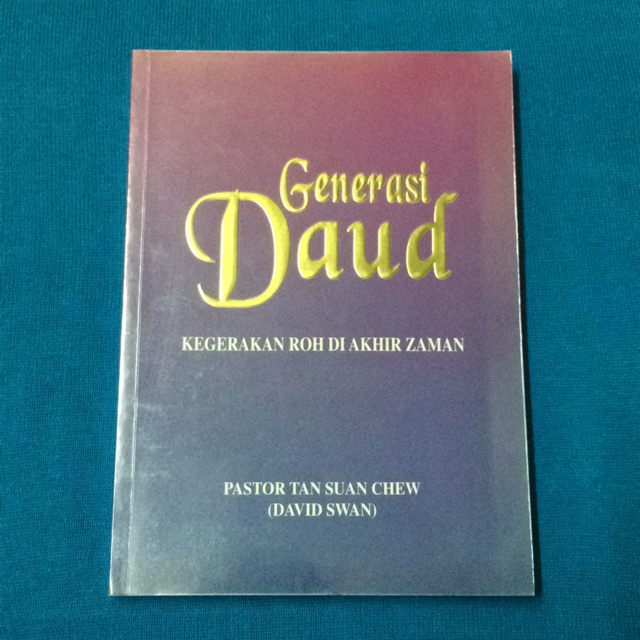 Generasi
Daud
KEGERAKAN ROH DI AKHIR ZAMAN
PASTOR TAN SUAN CHEW
(DAVID SWAN)